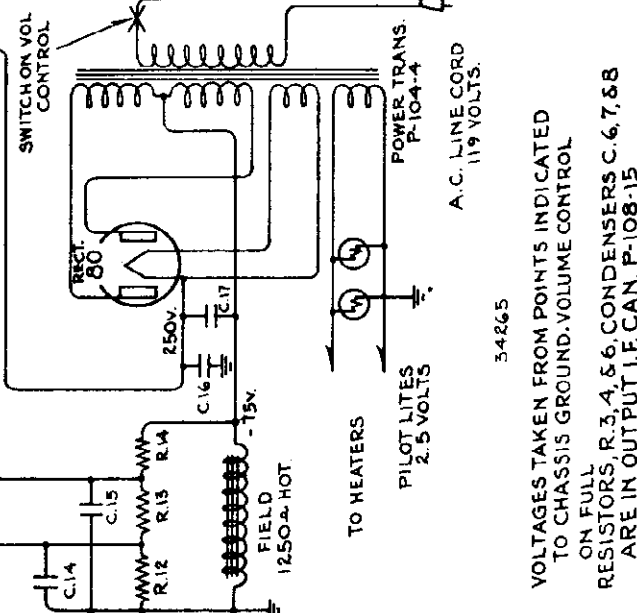 SWITCH ON VOL
CONTROL
RECT.
80
250V.
C.17
C.16
POWER TRANS.
P-104-4
A.C. LINE CORD
119 VOLTS.
C.14
C.15
R.12
R.13
R.14
-75V.
FIELD
1250Ω HOT.
TO HEATERS
PILOT LITES
2.5 VOLTS
34265
VOLTAGES TAKEN FROM POINTS INDICATED
TO CHASSIS GROUND. VOLUME CONTROL
ON FULL
RESISTORS, R.3,4,&6, CONDENSERS C.6,7,&8
ARE IN OUTPUT I.F. CAN. P-108-15